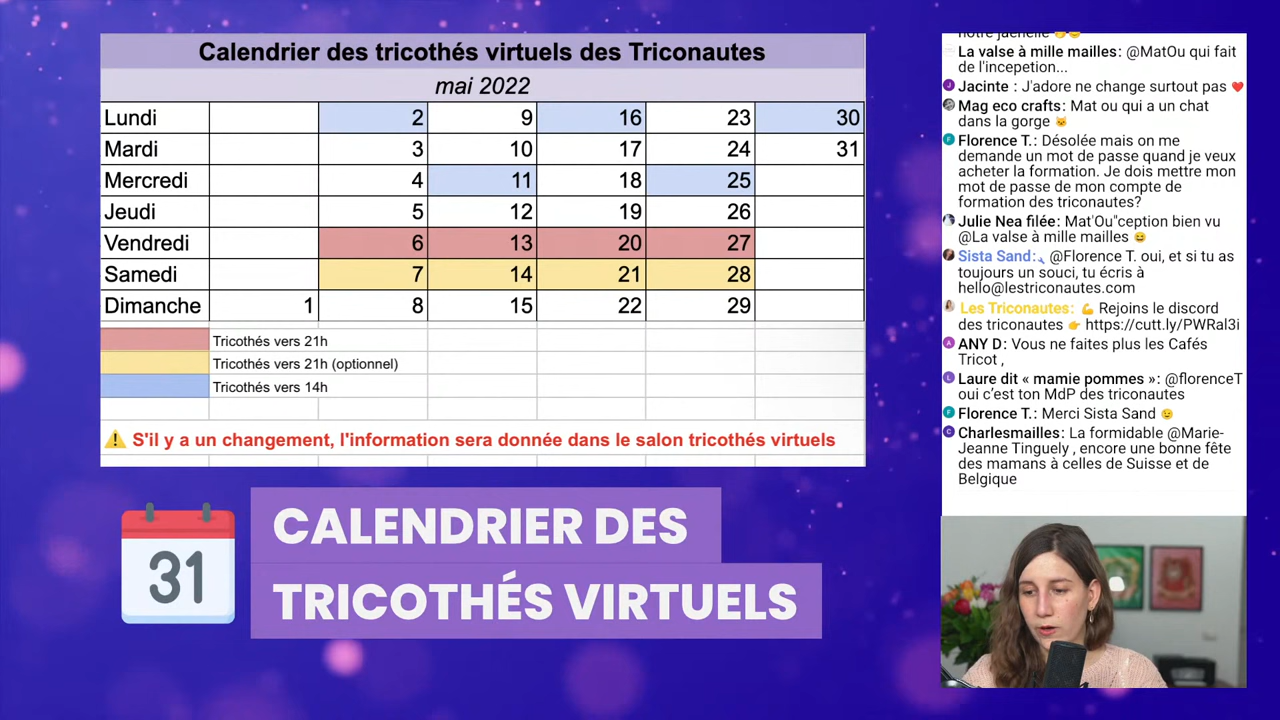 Calendrier des tricothés virtuels des Triconautes
mai 2022
Lundi 2 9 16 23 30
Mardi 3 10 17 24 31
Mercredi 4 11 18 25
Jeudi 5 12 19 26
Vendredi 6 13 20 27
Samedi 7 14 21 28
Dimanche 1 8 15 22 29
Tricothés vers 21h
Tricothés vers 21h (optionnel)
Tricothés vers 14h
S'il y a un changement, l'information sera donnée dans le salon tricothés virtuels
31
CALENDRIER DES
TRICOTHÉS VIRTUELS
La valse à mille mailles: @MatOu qui fait
de l'incepetion...
J
Jacinte : J'adore ne change surtout pas ❤️
Mag eco crafts: Mat ou qui a un chat
dans la gorge 🐱
F
Florence T.: Désolée mais on me
demande un mot de passe quand je veux
acheter la formation. Je dois mettre mon
mot de passe de mon compte de
formation des triconautes?
Julie Nea filée: Mat'Ou"ception bien vu
@La valse à mille mailles 😄
Sista Sand: @Florence T. oui, et si tu as
toujours un souci, tu écris à
hello@lestriconautes.com
Les Triconautes: 💪 Rejoins le discord
des triconautes 👉 https://cutt.ly/PWRal3i
A
ANY D: Vous ne faites plus les Cafés
Tricot ,
L
Laure dit « mamie pommes »: @florenceT
oui c’est ton MdP des triconautes
F
Florence T.: Merci Sista Sand 😉
C
Charlesmailles: La formidable @Marie-
Jeanne Tinguely , encore une bonne fête
des mamans à celles de Suisse et de
Belgique